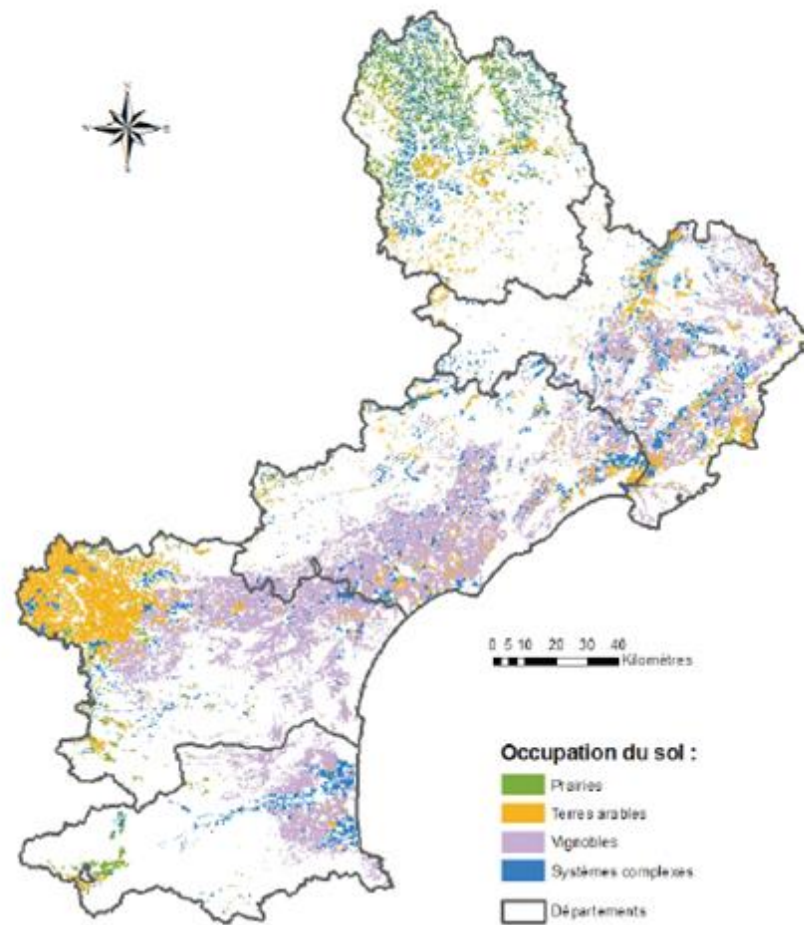 0 5 10 20 30 40
Kilomètres
Occupation du sol :
Prairies
Terres arables
Vignobles
Systèmes complexes
Départements